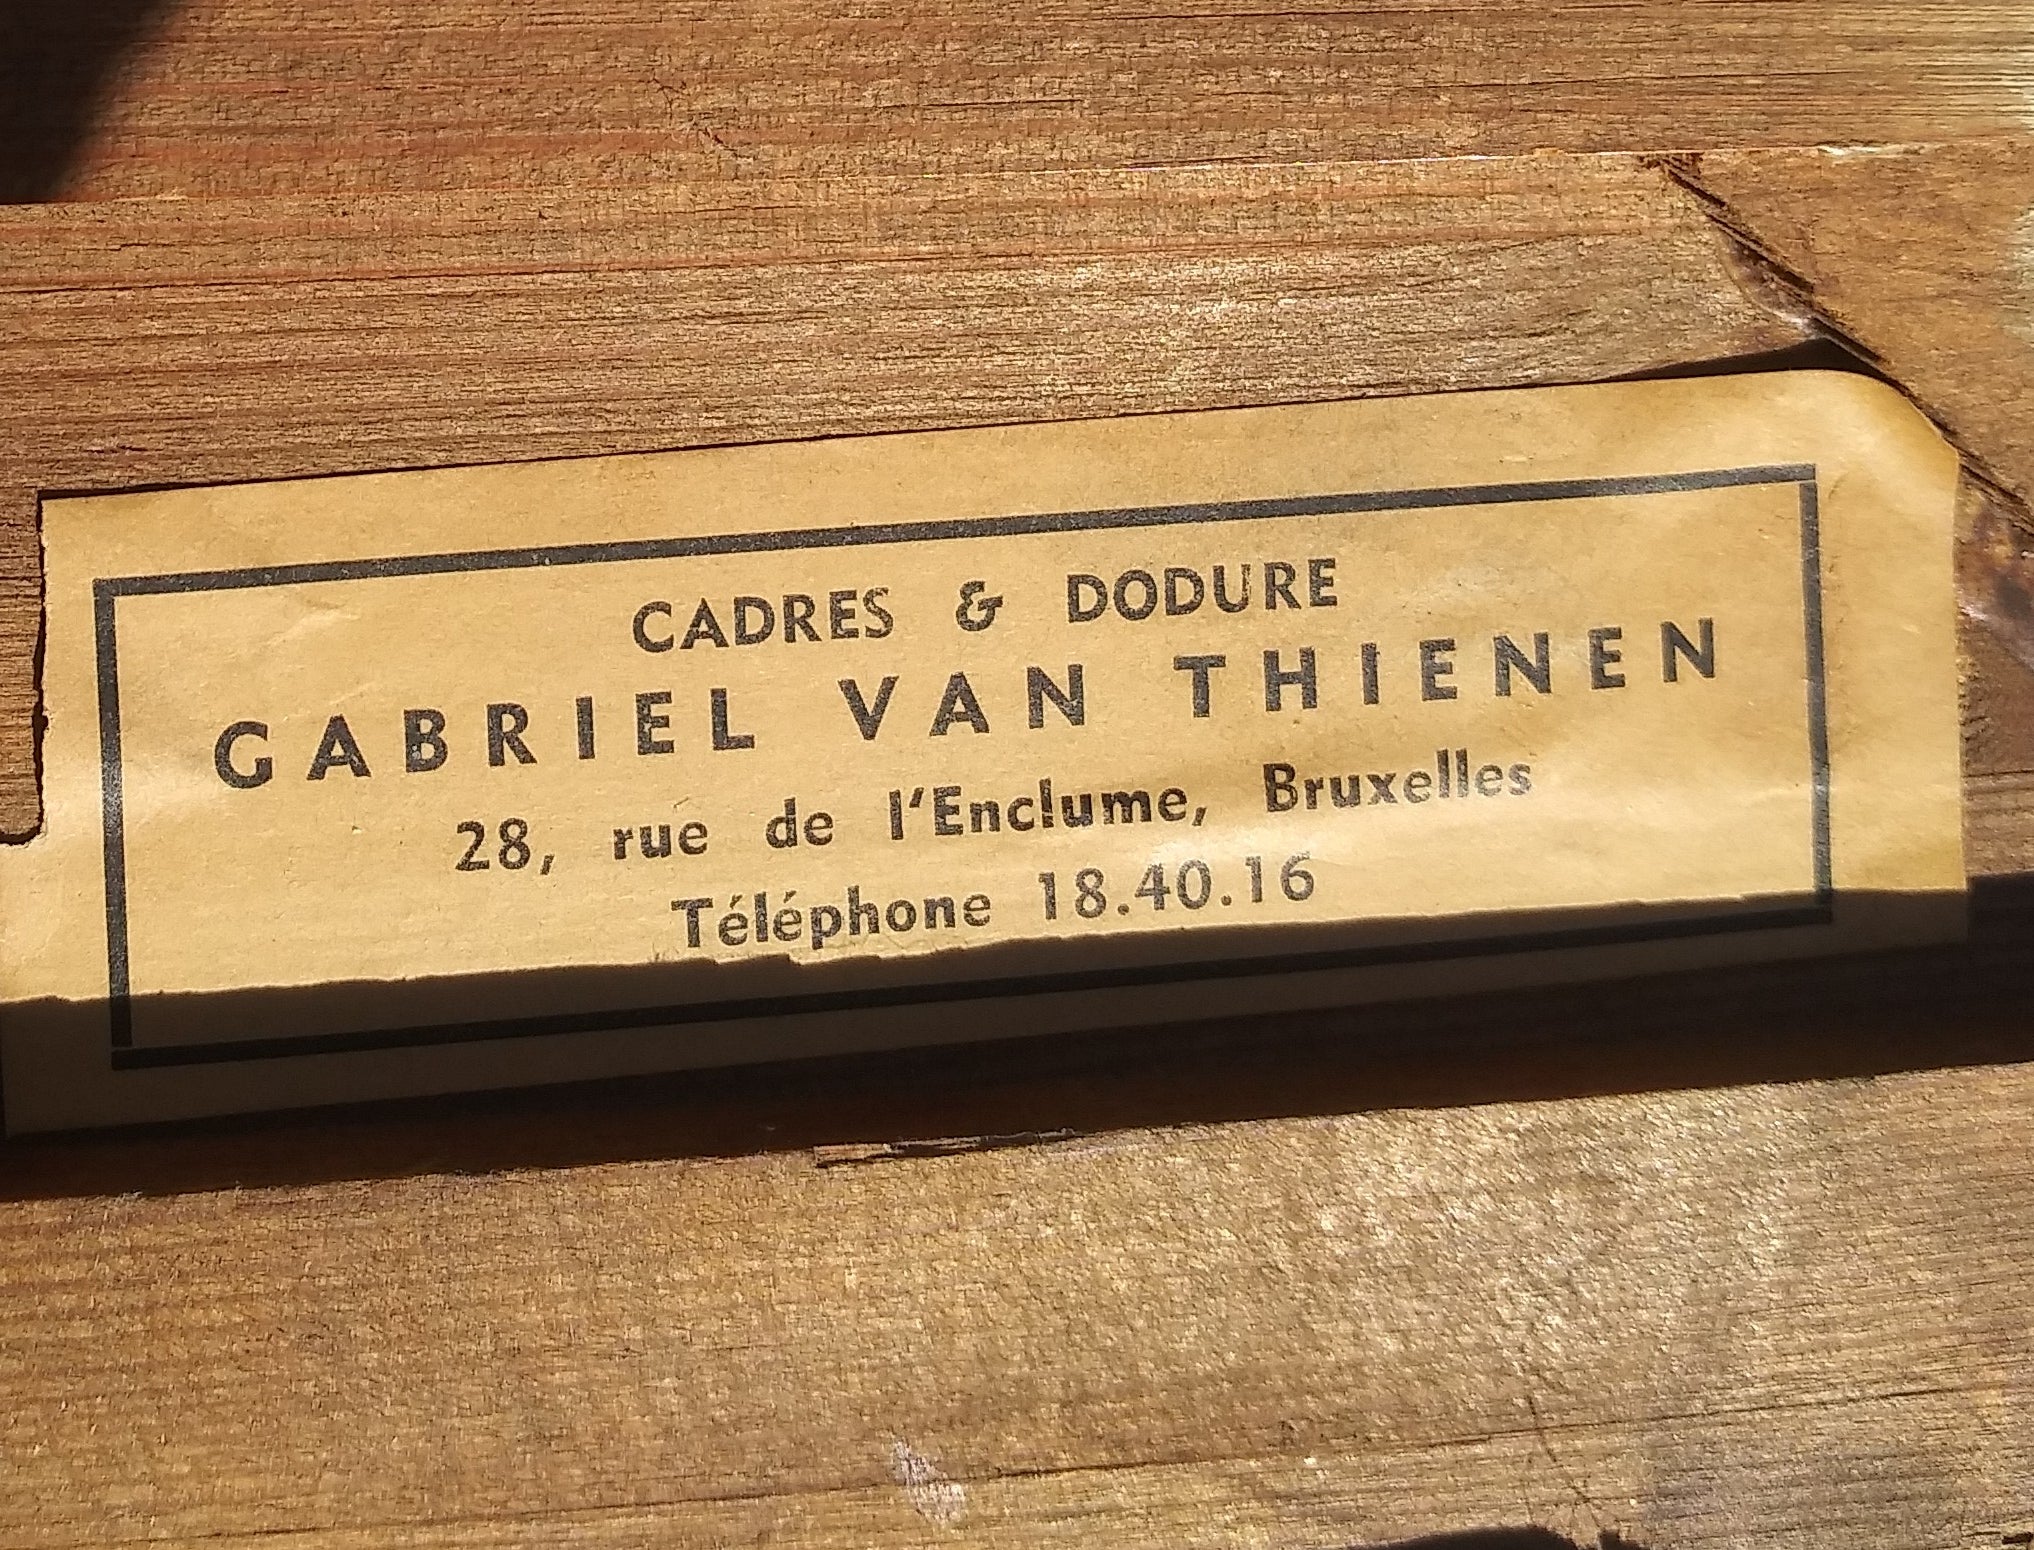 CADRES & DODURE
GABRIEL VAN THIENEN
28, rue de l'Enclume, Bruxelles
Téléphone 18.40.16